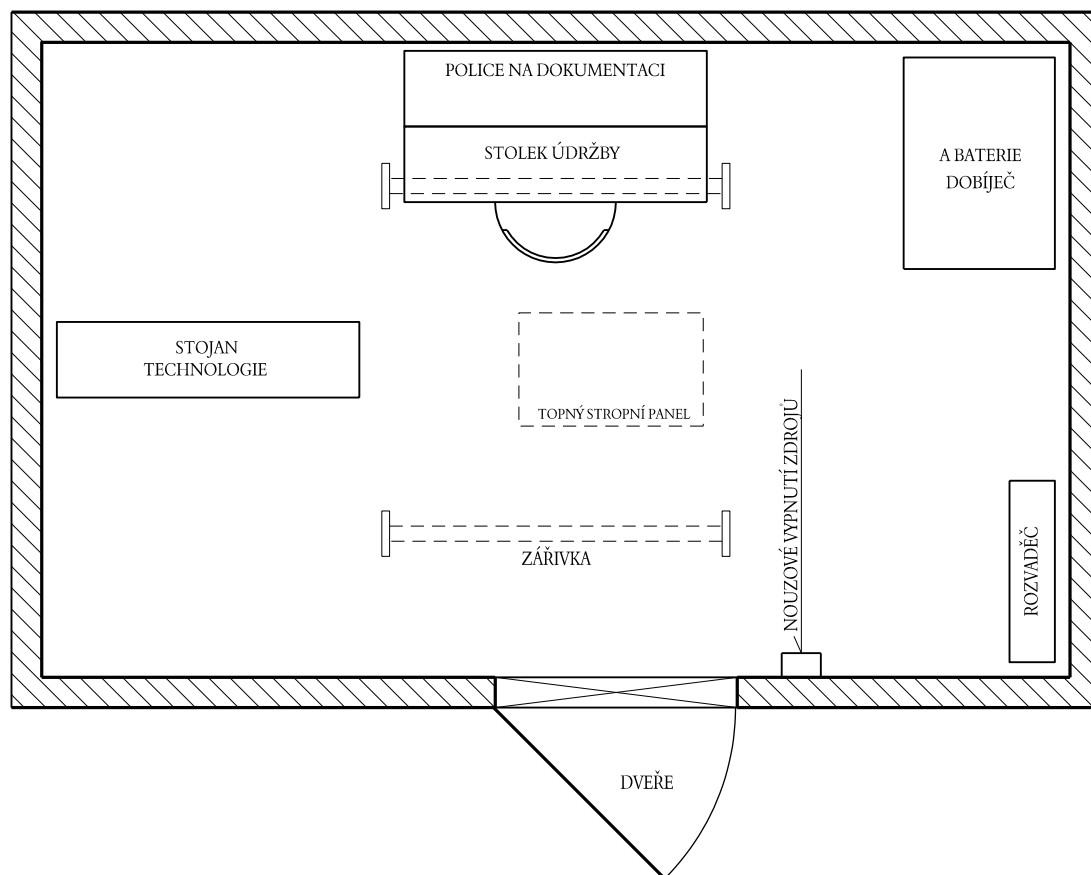 POLICE NA DOKUMENTACI
STOLEK ÚDRŽBY
A BATERIE
DOBÍJEČ
STOJAN
TECHNOLOGIE
TOPNÝ STROPNÍ PANEL
NOUZOVÉ VYPNUTÍ ZDROJŮ
ZÁŘIVKA
ROZVADĚČ
DVEŘE